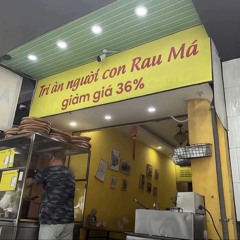 Tri ân người con Rau Má
giảm giá 36%